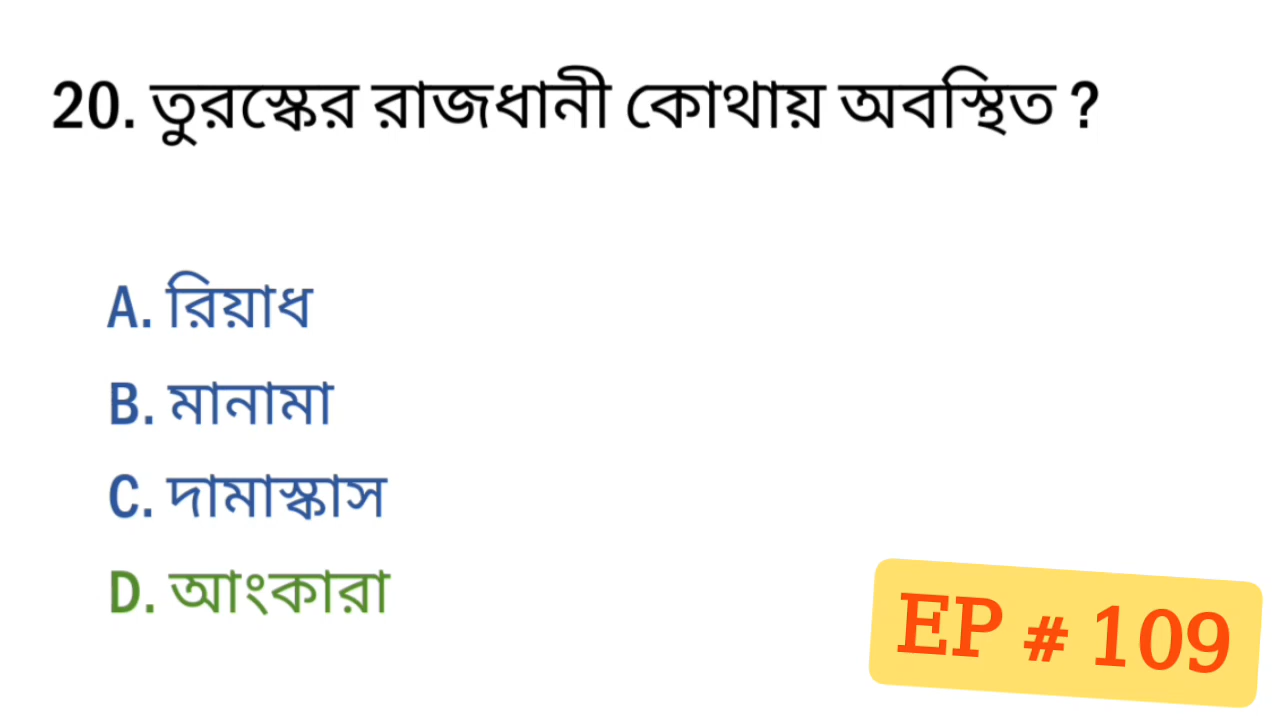 20. তুরস্কের রাজধানী কোথায় অবস্থিত ?
A. রিয়াধ
B. মানামা
C. দামাস্কাস
D. আংকারা
EP # 109